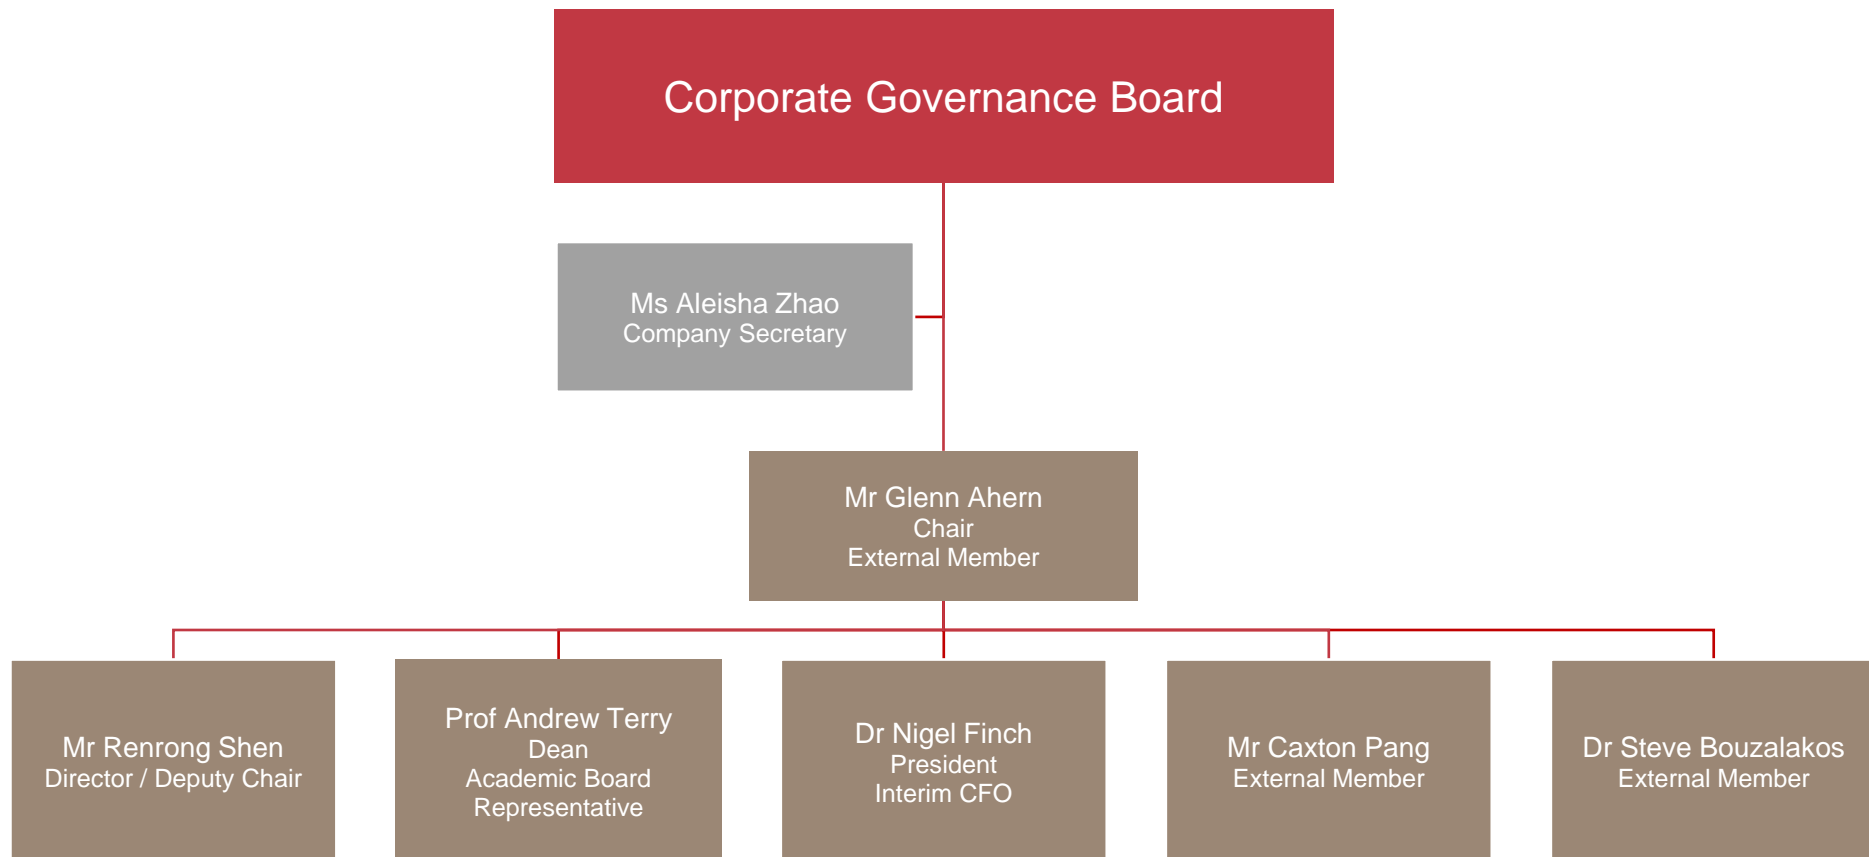 Corporate Governance Board
Ms Aleisha Zhao
Company Secretary
Mr Glenn Ahern
Chair
External Member
Mr Renrong Shen
Director / Deputy Chair
Prof Andrew Terry
Dean
Academic Board
Representative
Dr Nigel Finch
President
Interim CFO
Mr Caxton Pang
External Member
Dr Steve Bouzalakos
External Member